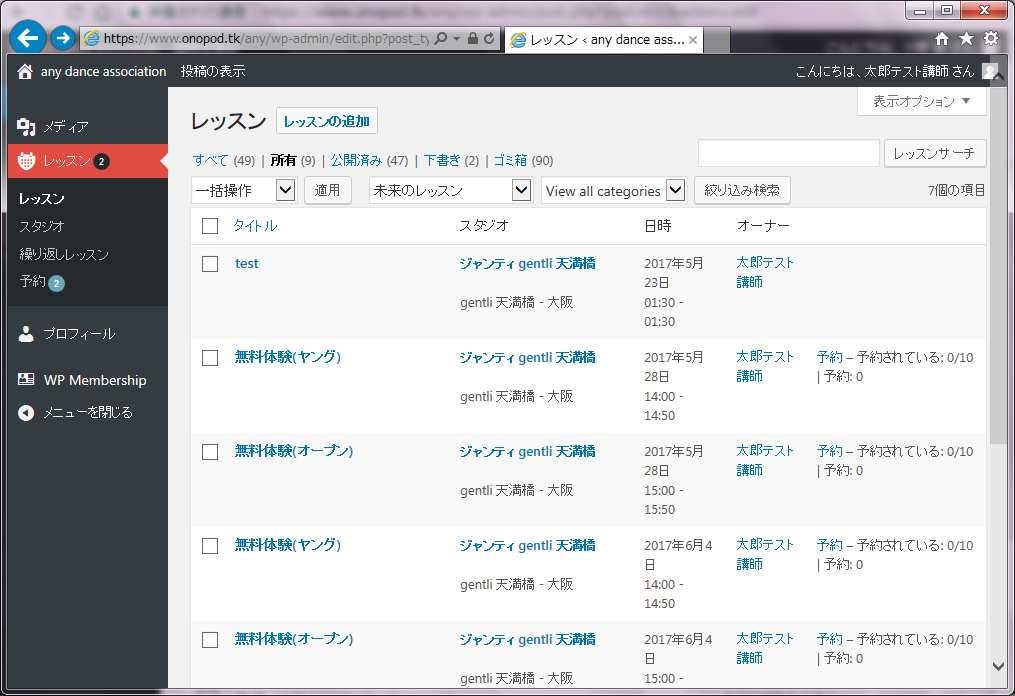 https://www.onopod.tk/any/wp-admin/edit.php?post_ty
レッスン ‹ any dance ass...
any dance association 投稿の表示
こんにちは、太郎テスト講師 さん
表示オプション
メディア
レッスン 2
レッスン
スタジオ
繰り返しレッスン
予約 2
プロフィール
WP Membership
メニューを閉じる
レッスン レッスンの追加
すべて (49) | 所有 (9) | 公開済み (47) | 下書き (2) | ゴミ箱 (90)
レッスンサーチ
一括操作 適用 未来のレッスン View all categories 絞り込み検索 7個の項目
タイトル スタジオ 日時 オーナー
test ジャンティ gentli 天満橋 2017年5月 太郎テスト
23日 講師
gentli 天満橋 - 大阪 01:30 -
01:30
無料体験(ヤング) ジャンティ gentli 天満橋 2017年5月 太郎テスト 予約 – 予約されている: 0/10
28日 講師 | 予約: 0
gentli 天満橋 - 大阪 14:00 -
14:50
無料体験(オープン) ジャンティ gentli 天満橋 2017年5月 太郎テスト 予約 – 予約されている: 0/10
28日 講師 | 予約: 0
gentli 天満橋 - 大阪 15:00 -
15:50
無料体験(ヤング) ジャンティ gentli 天満橋 2017年6月4 太郎テスト 予約 – 予約されている: 0/10
日 講師 | 予約: 0
gentli 天満橋 - 大阪 14:00 -
14:50
無料体験(オープン) ジャンティ gentli 天満橋 2017年6月4 太郎テスト 予約 – 予約されている: 0/10
日 講師 | 予約: 0
gentli 天満橋 - 大阪 15:00 -